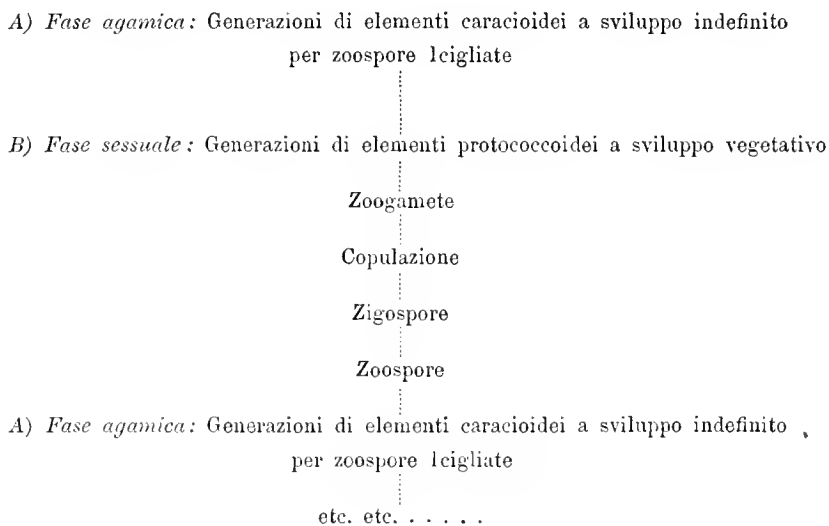 A) Fase agamica: Generazioni di elementi caracioidei a sviluppo indefinito
per zoospore 1cigliate
B) Fase sessuale: Generazioni di elementi protococcoidei a sviluppo vegetativo
Zoogamete
Copulazione
Zigospore
Zoospore
A) Fase agamica: Generazioni di elementi caracioidei a sviluppo indefinito
per zoospore 1cigliate
etc. etc. . . . . .